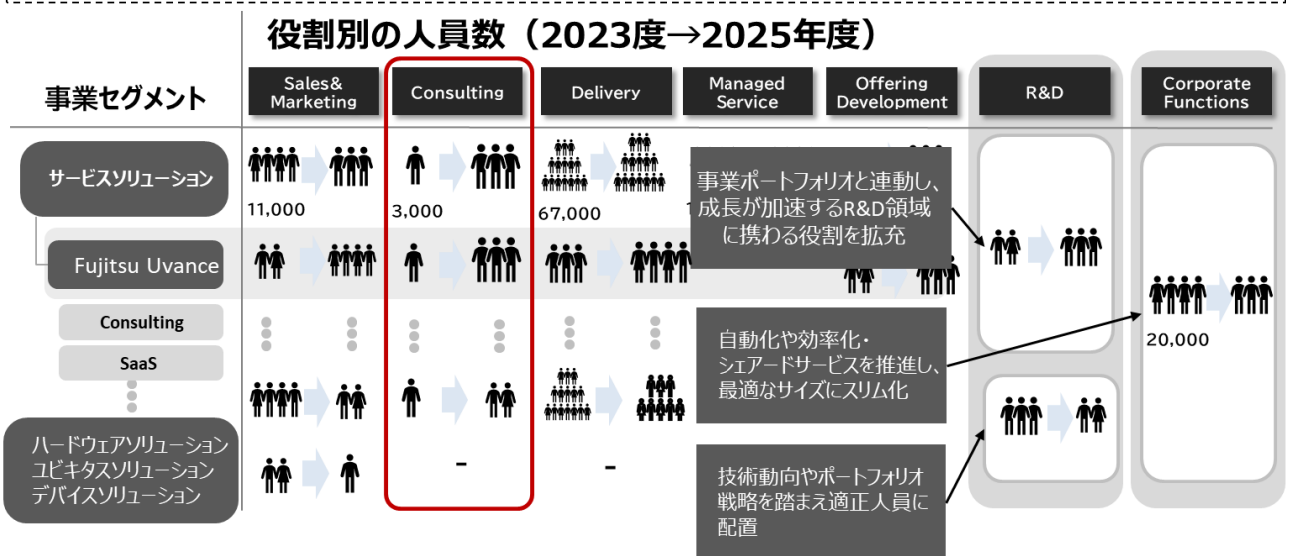 役割別の人員数（2023度→2025年度）
事業セグメント
Sales&
Marketing
Consulting
Delivery
Managed
Service
Offering
Development
R&D
Corporate
Functions
サービスソリューション
11,000
3,000
67,000
1
事業ポートフォリオと連動し、
成長が加速するR&D領域
に携わる役割を拡充
Fujitsu Uvance
Consulting
SaaS
自動化や効率化・
シェアードサービスを推進し、
最適なサイズにスリム化
20,000
ハードウェアソリューション
ユビキタスソリューション
デバイスソリューション
-
-
技術動向やポートフォリオ
戦略を踏まえ適正人員に
配置